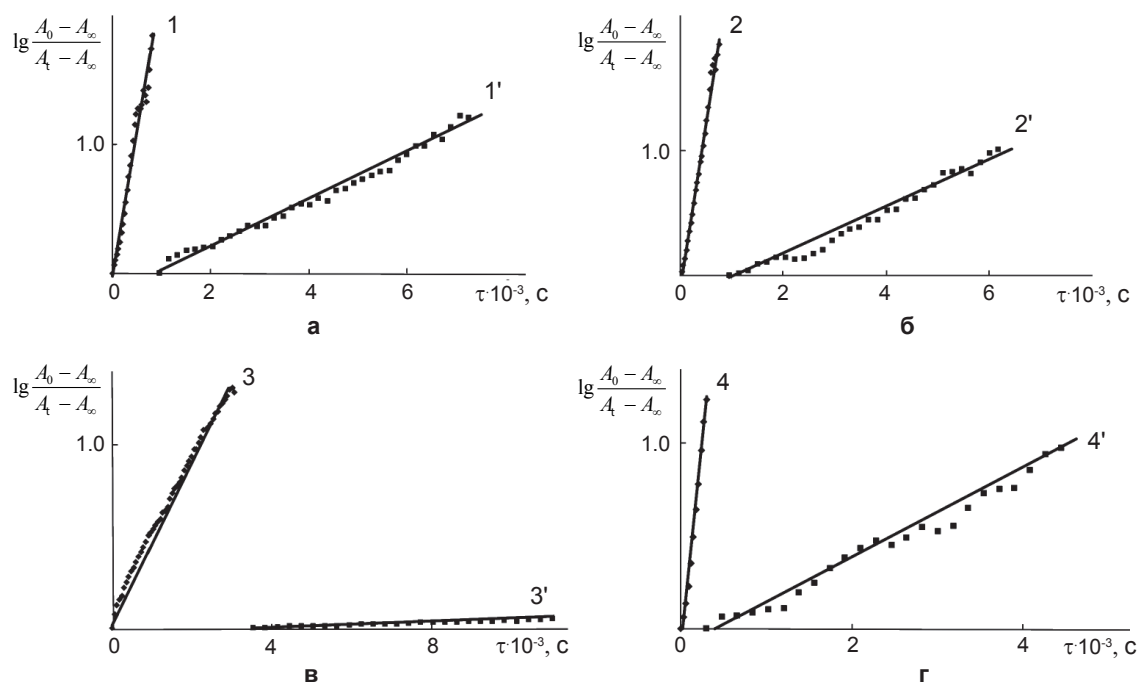 lg A₀ − A∞ / Aₜ − A∞
1
1'
1.0
0 2 4 6 τ·10⁻³, с
а
lg A₀ − A∞ / Aₜ − A∞
2
2'
1.0
0 2 4 6 τ·10⁻³, с
б
lg A₀ − A∞ / Aₜ − A∞
3
1.0
3'
0 4 8 τ·10⁻³, с
в
lg A₀ − A∞ / Aₜ − A∞
4
1.0
4'
0 2 4 τ·10⁻³, с
г